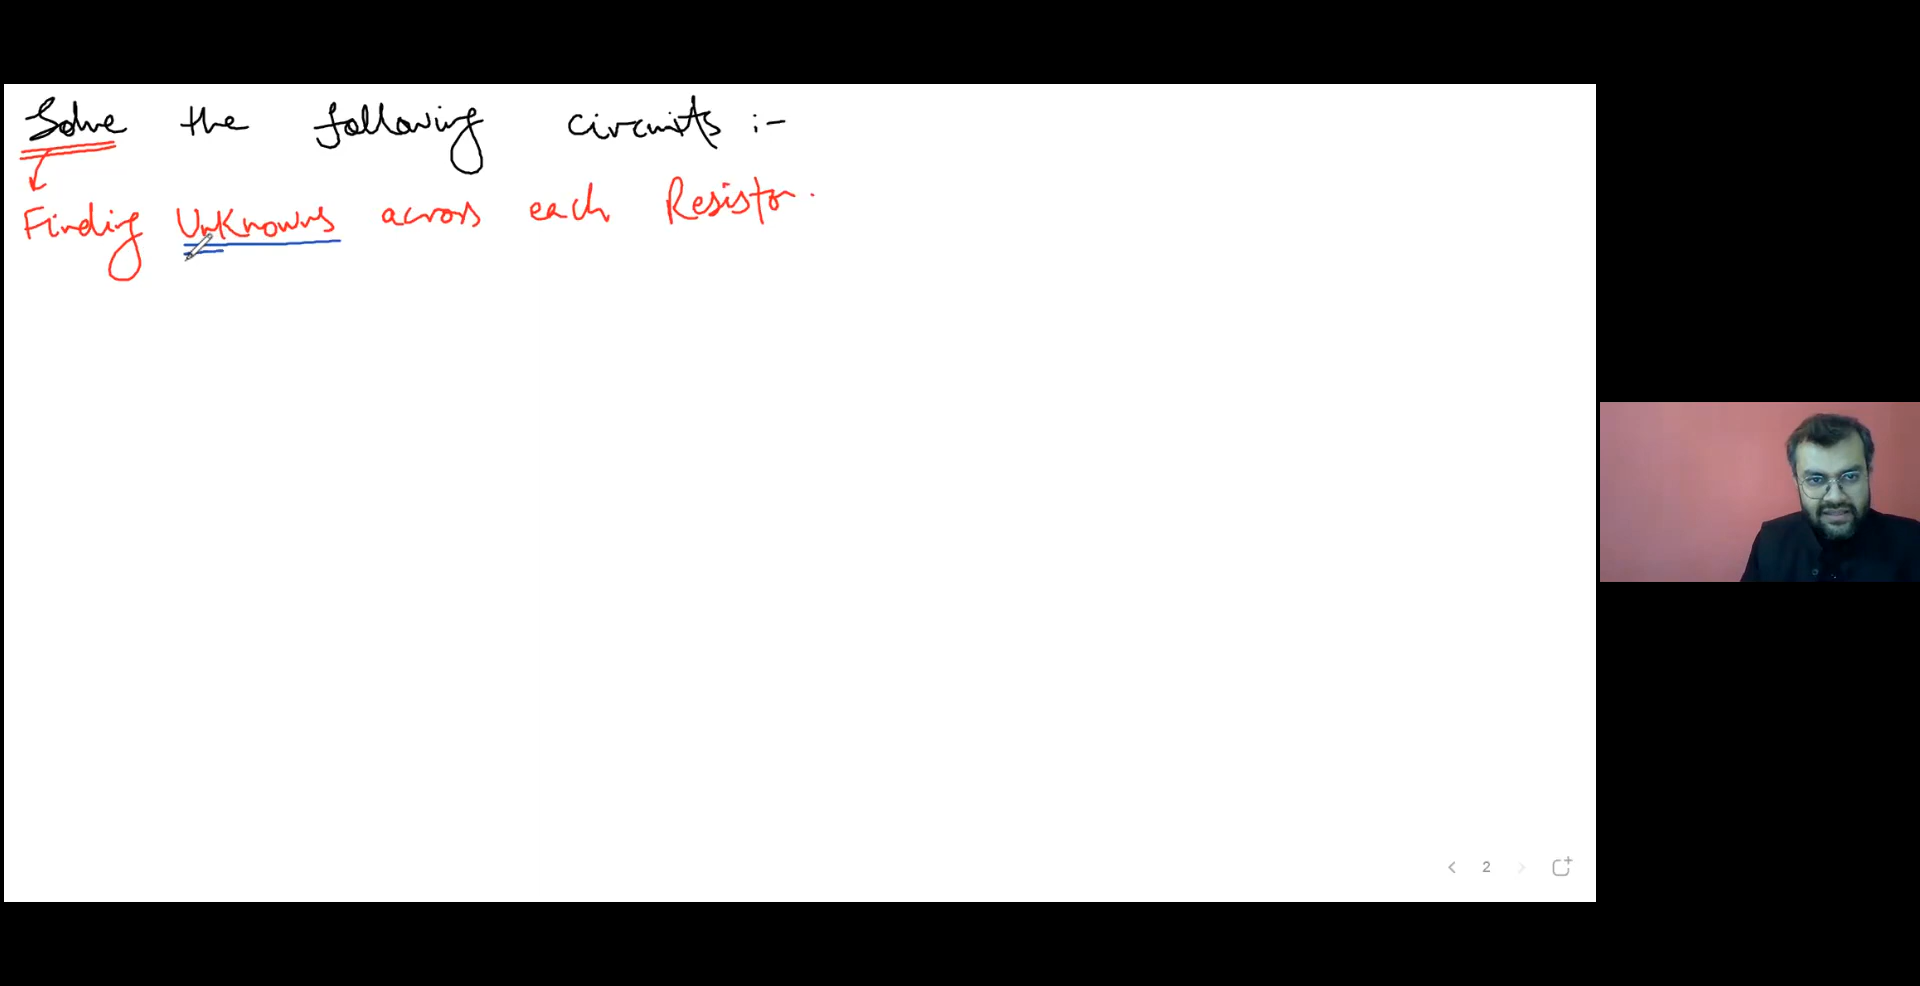 Solve the following circuits :-
Finding Unknowns across each Resistor.
2